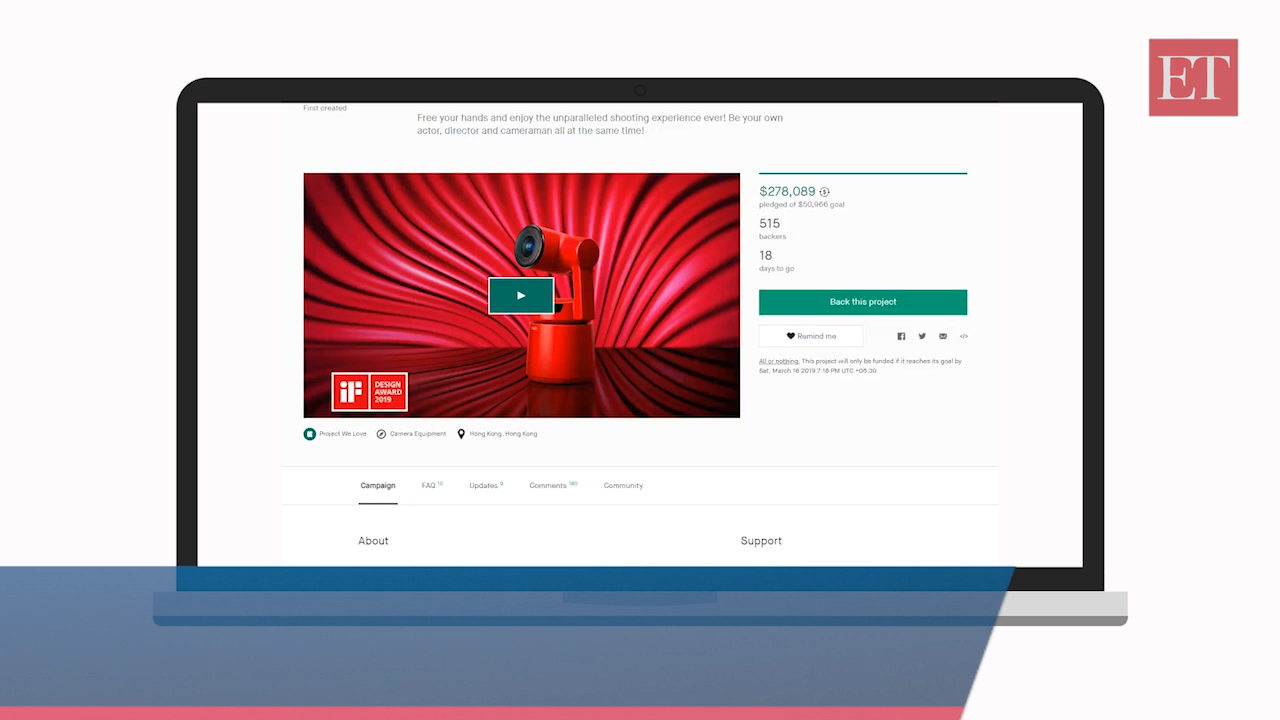 ET
First created
Free your hands and enjoy the unparalleled shooting experience ever! Be your own
actor, director and cameraman all at the same time!
$278,089
pledged of $50,966 goal
515
backers
18
days to go
Back this project
Remind me
All or nothing. This project will only be funded if it reaches its goal by
Sat, March 16 2019 7:18 PM UTC +08:30.
iF DESIGN
AWARD
2019
Project We Love Camera Equipment Hong Kong, Hong Kong
Campaign FAQ 10 Updates 9 Comments 180 Community
About Support